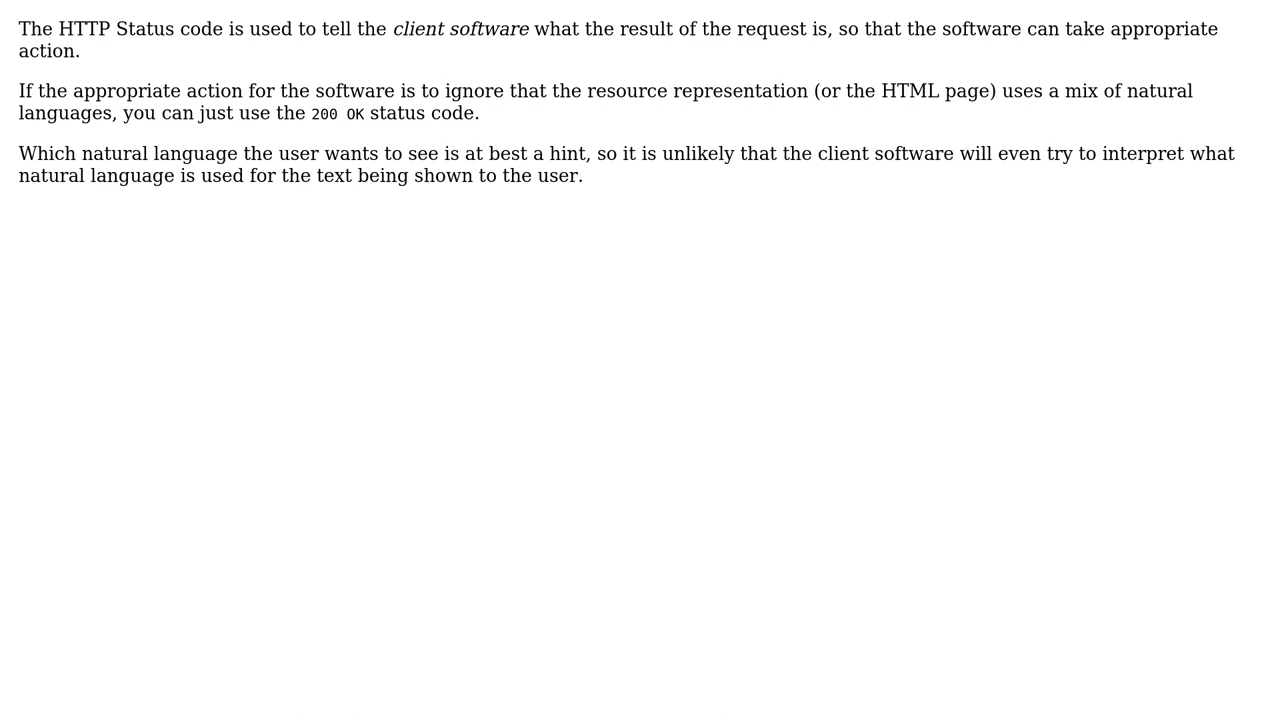 The HTTP Status code is used to tell the client software what the result of the request is, so that the software can take appropriate
action.
If the appropriate action for the software is to ignore that the resource representation (or the HTML page) uses a mix of natural
languages, you can just use the 200 OK status code.
Which natural language the user wants to see is at best a hint, so it is unlikely that the client software will even try to interpret what
natural language is used for the text being shown to the user.